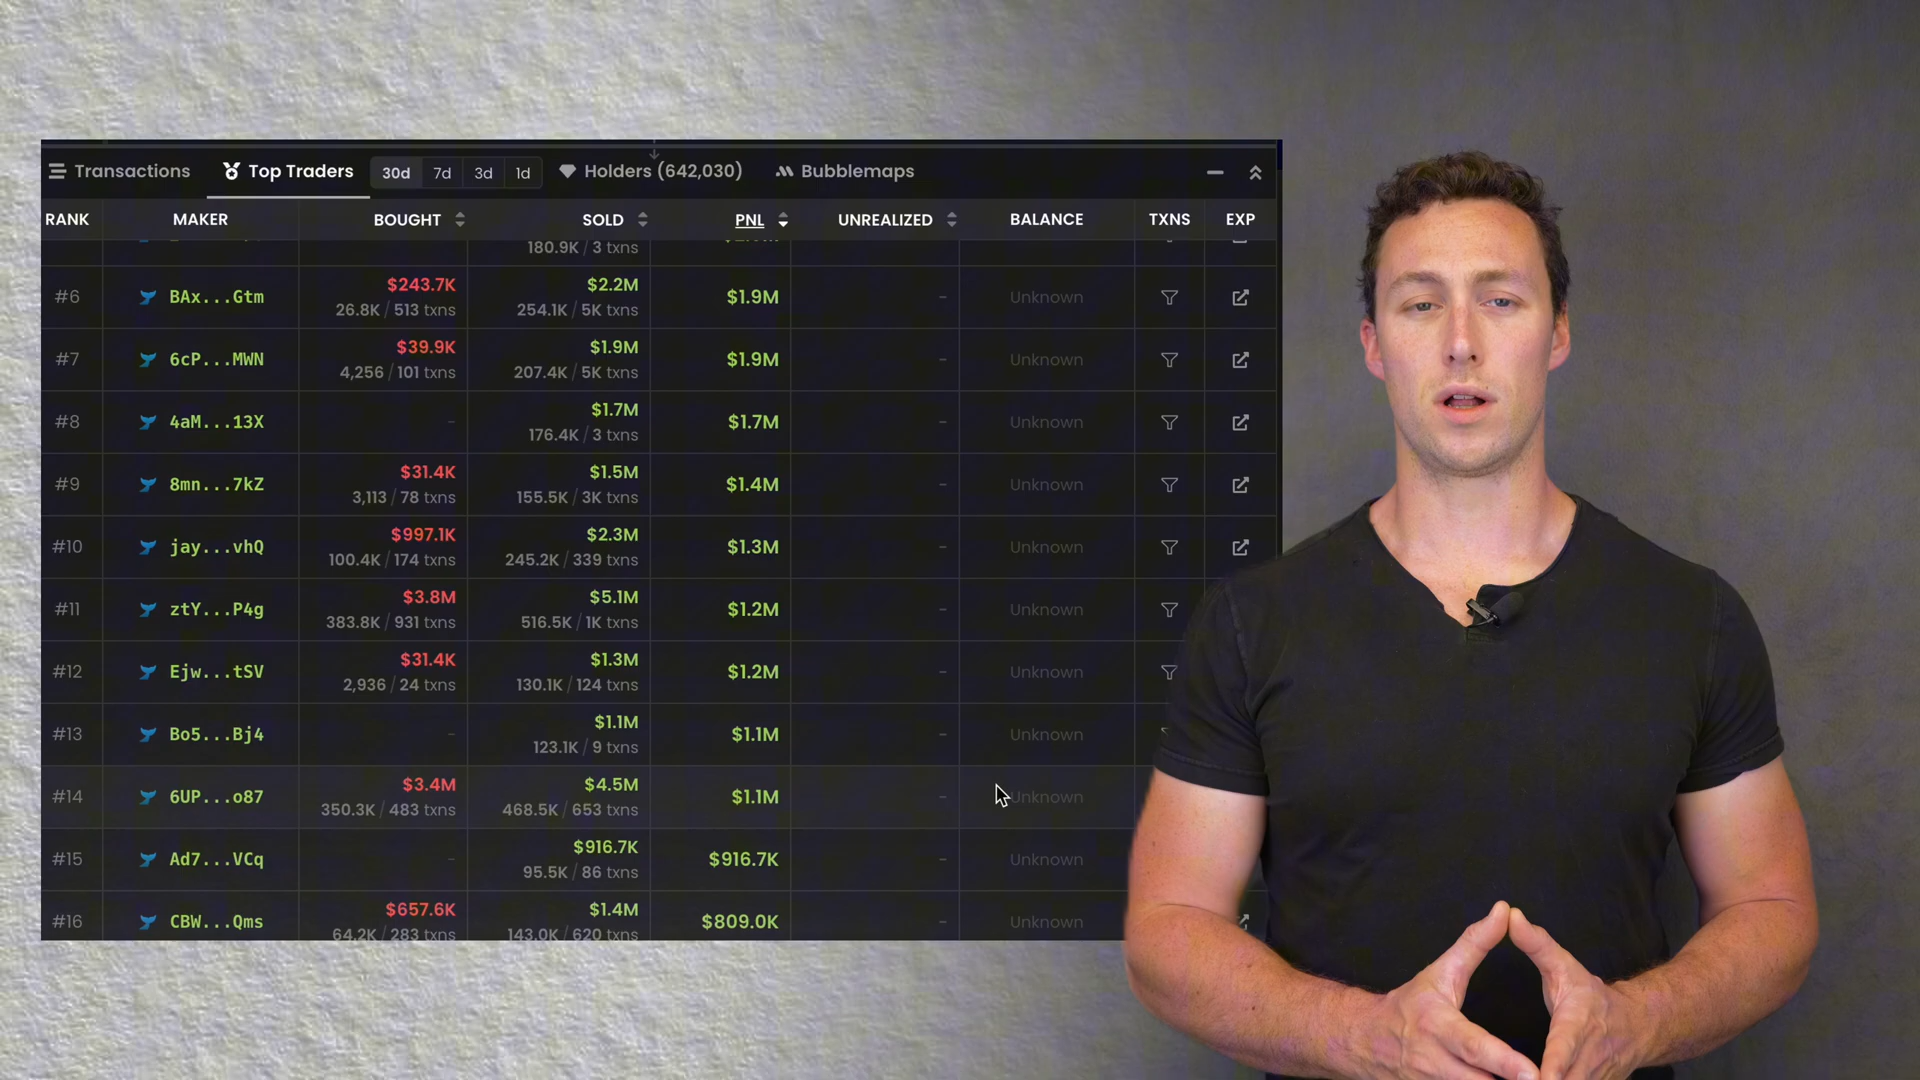 Transactions Top Traders 30d 7d 3d 1d Holders (642,030) Bubblemaps
RANK MAKER BOUGHT SOLD PNL UNREALIZED BALANCE TXNS EXP
180.9K / 3 txns
#6 BAx...Gtm $243.7K 26.8K / 513 txns $2.2M 254.1K / 5K txns $1.9M - Unknown
#7 6cP...MWN $39.9K 4,256 / 101 txns $1.9M 207.4K / 5K txns $1.9M - Unknown
#8 4aM...13X - $1.7M 176.4K / 3 txns $1.7M - Unknown
#9 8mn...7kZ $31.4K 3,113 / 78 txns $1.5M 155.5K / 3K txns $1.4M - Unknown
#10 jay...vhQ $997.1K 100.4K / 174 txns $2.3M 245.2K / 339 txns $1.3M - Unknown
#11 ztY...P4g $3.8M 383.8K / 931 txns $5.1M 516.5K / 1K txns $1.2M - Unknown
#12 Ejw...tSV $31.4K 2,936 / 24 txns $1.3M 130.1K / 124 txns $1.2M - Unknown
#13 Bo5...Bj4 - $1.1M 123.1K / 9 txns $1.1M - Unknown
#14 6UP...o87 $3.4M 350.3K / 483 txns $4.5M 468.5K / 653 txns $1.1M - Unknown
#15 Ad7...VCq - $916.7K 95.5K / 86 txns $916.7K - Unknown
#16 CBW...Qms $657.6K 64.2K / 283 txns $1.4M 143.0K / 620 txns $809.0K - Unknown